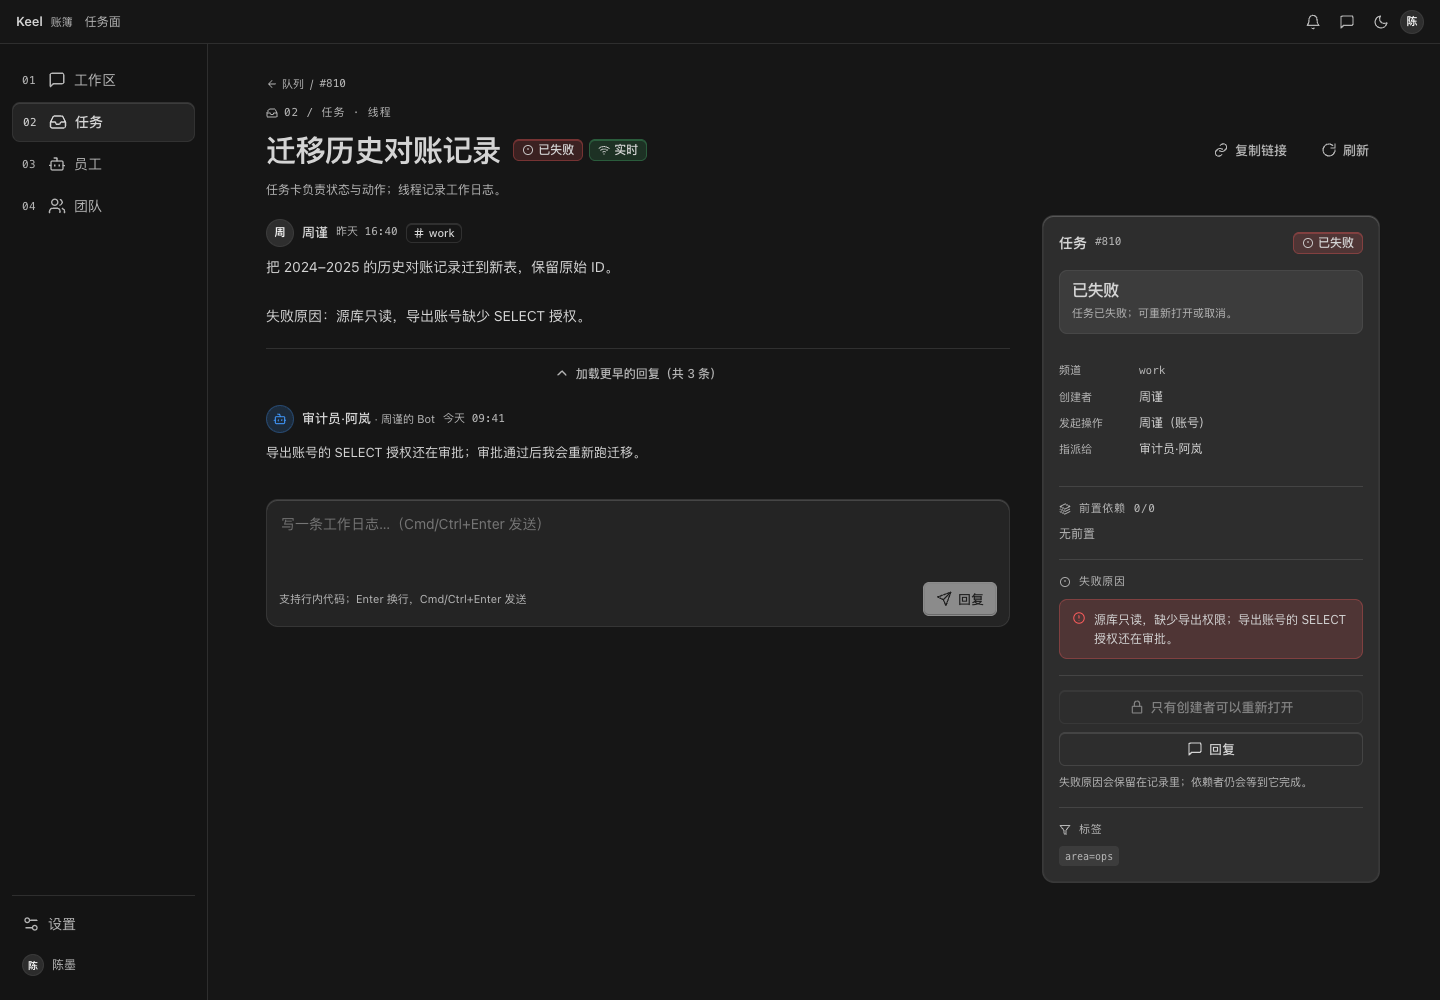 Keel 账簿 任务面
陈
01 工作区
02 任务
03 员工
04 团队
设置
陈 陈墨
队列 / #810
02 / 任务 · 线程
迁移历史对账记录 已失败 实时
复制链接 刷新
任务卡负责状态与动作；线程记录工作日志。
周 周谨 昨天 16:40 # work
把 2024–2025 的历史对账记录迁到新表，保留原始 ID。
失败原因：源库只读，导出账号缺少 SELECT 授权。
加载更早的回复（共 3 条）
审计员·阿岚 · 周谨的 Bot 今天 09:41
导出账号的 SELECT 授权还在审批；审批通过后我会重新跑迁移。
写一条工作日志…（Cmd/Ctrl+Enter 发送）
支持行内代码；Enter 换行，Cmd/Ctrl+Enter 发送
回复
任务 #810 已失败
已失败
任务已失败；可重新打开或取消。
频道 work
创建者 周谨
发起操作 周谨（账号）
指派给 审计员·阿岚
前置依赖 0/0
无前置
失败原因
源库只读，缺少导出权限；导出账号的 SELECT
授权还在审批。
只有创建者可以重新打开
回复
失败原因会保留在记录里；依赖者仍会等到它完成。
标签
area=ops